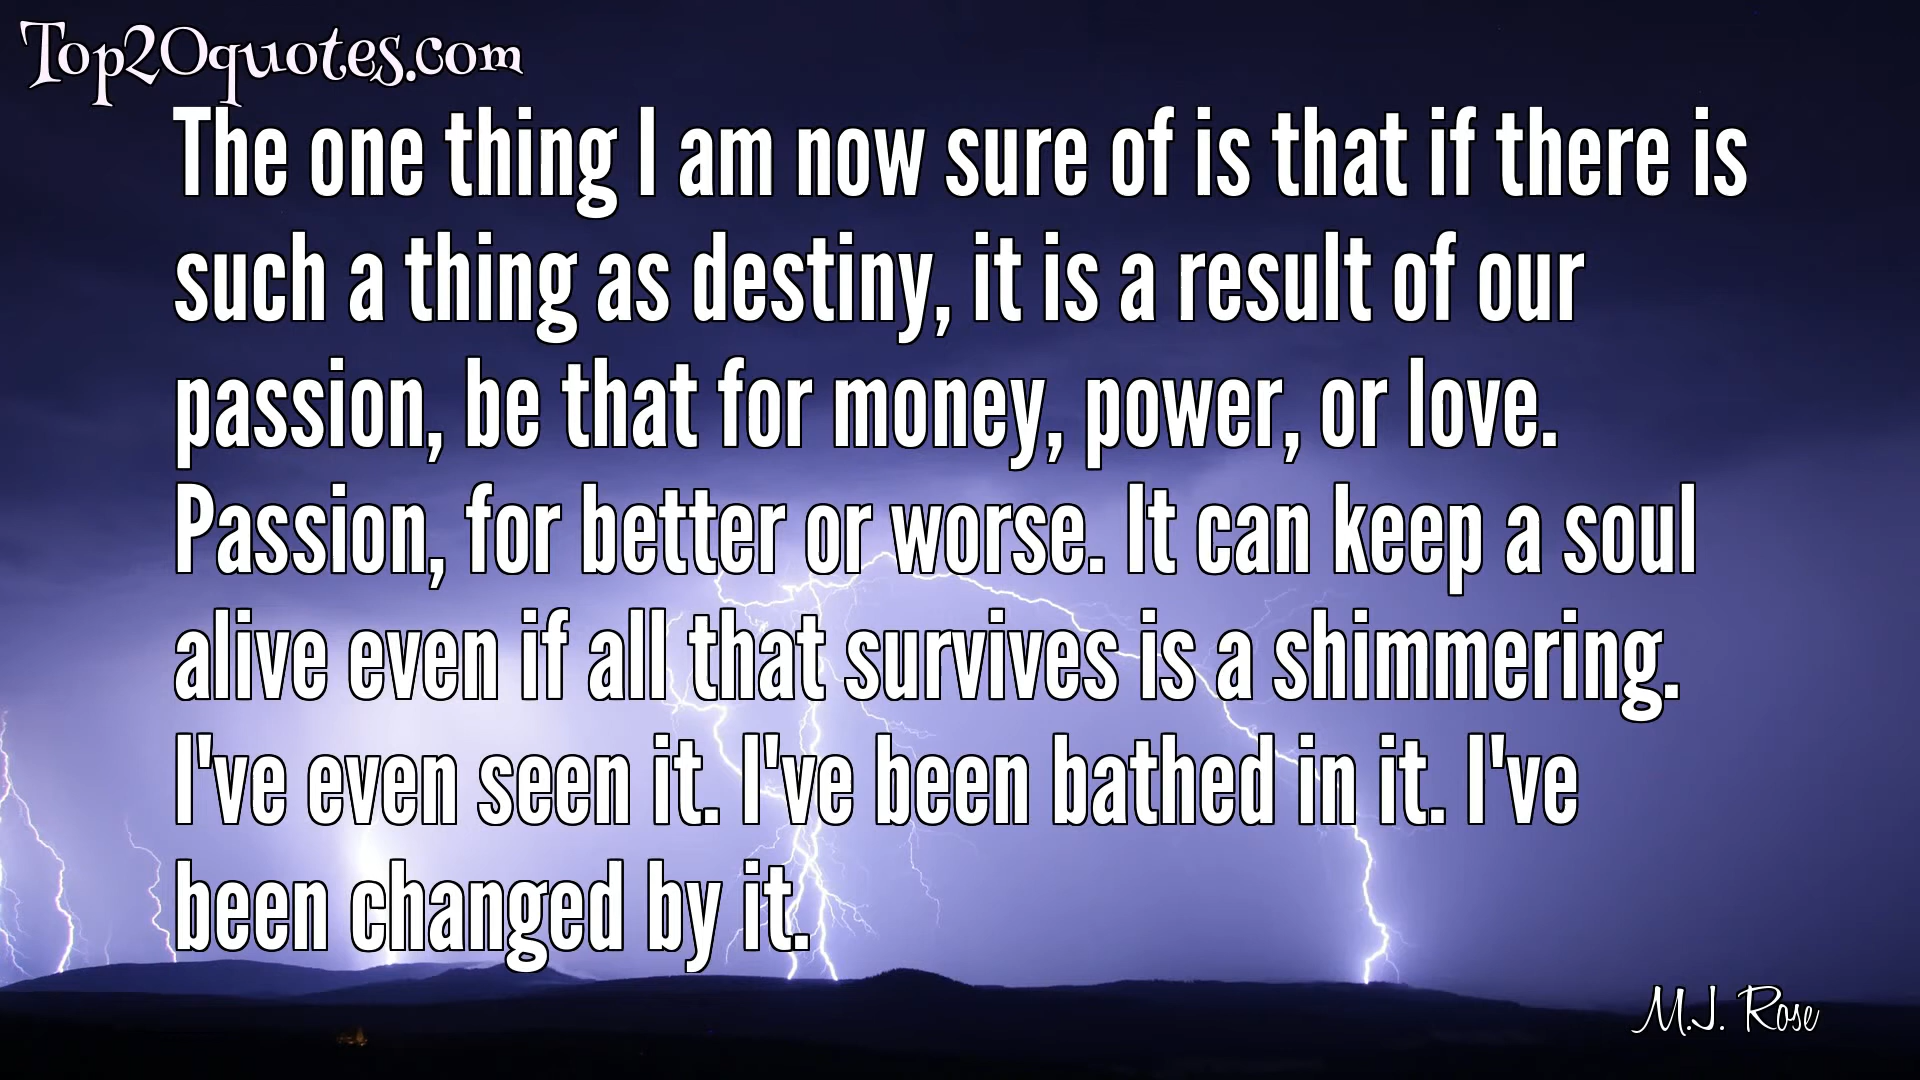 Top20quotes.com
The one thing I am now sure of is that if there is
such a thing as destiny, it is a result of our
passion, be that for money, power, or love.
Passion, for better or worse. It can keep a soul
alive even if all that survives is a shimmering.
I've even seen it. I've been bathed in it. I've
been changed by it.
M.J. Rose